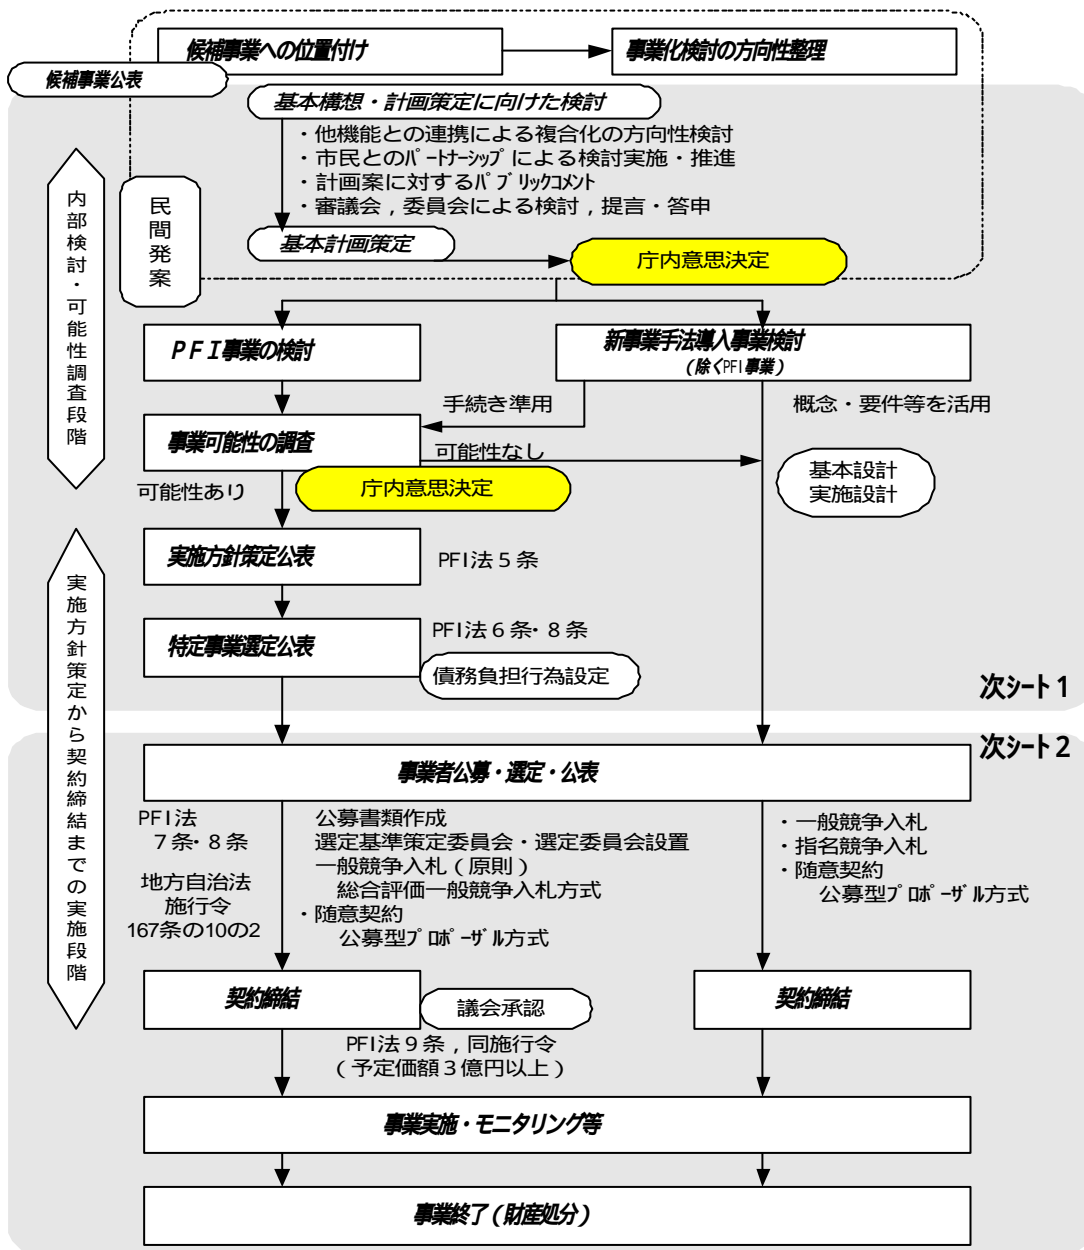 候補事業への位置付け
事業化検討の方向性整理
候補事業公表
基本構想・計画策定に向けた検討
・他機能との連携による複合化の方向性検討
・市民とのパートナーシップによる検討実施・推進
・計画案に対するパブリックコメント
・審議会，委員会による検討，提言・答申
基本計画策定
庁内意思決定
民間発案
内部検討・可能性調査段階
ＰＦＩ事業の検討
新事業手法導入事業検討
（除くPFI事業）
手続き準用
概念・要件等を活用
事業可能性の調査
可能性なし
基本設計
実施設計
可能性あり
庁内意思決定
実施方針策定公表
PFI法５条
特定事業選定公表
PFI法６条・８条
債務負担行為設定
次シート１
実施方針策定から契約締結までの実施段階
次シート２
事業者公募・選定・公表
PFI法
７条・８条
地方自治法
施行令
167条の10の2
公募書類作成
選定基準策定委員会・選定委員会設置
一般競争入札（原則）
総合評価一般競争入札方式
・随意契約
公募型プロポーザル方式
・一般競争入札
・指名競争入札
・随意契約
公募型プロポーザル方式
契約締結
議会承認
契約締結
PFI法９条，同施行令
（予定価額３億円以上）
事業実施・モニタリング等
事業終了（財産処分）